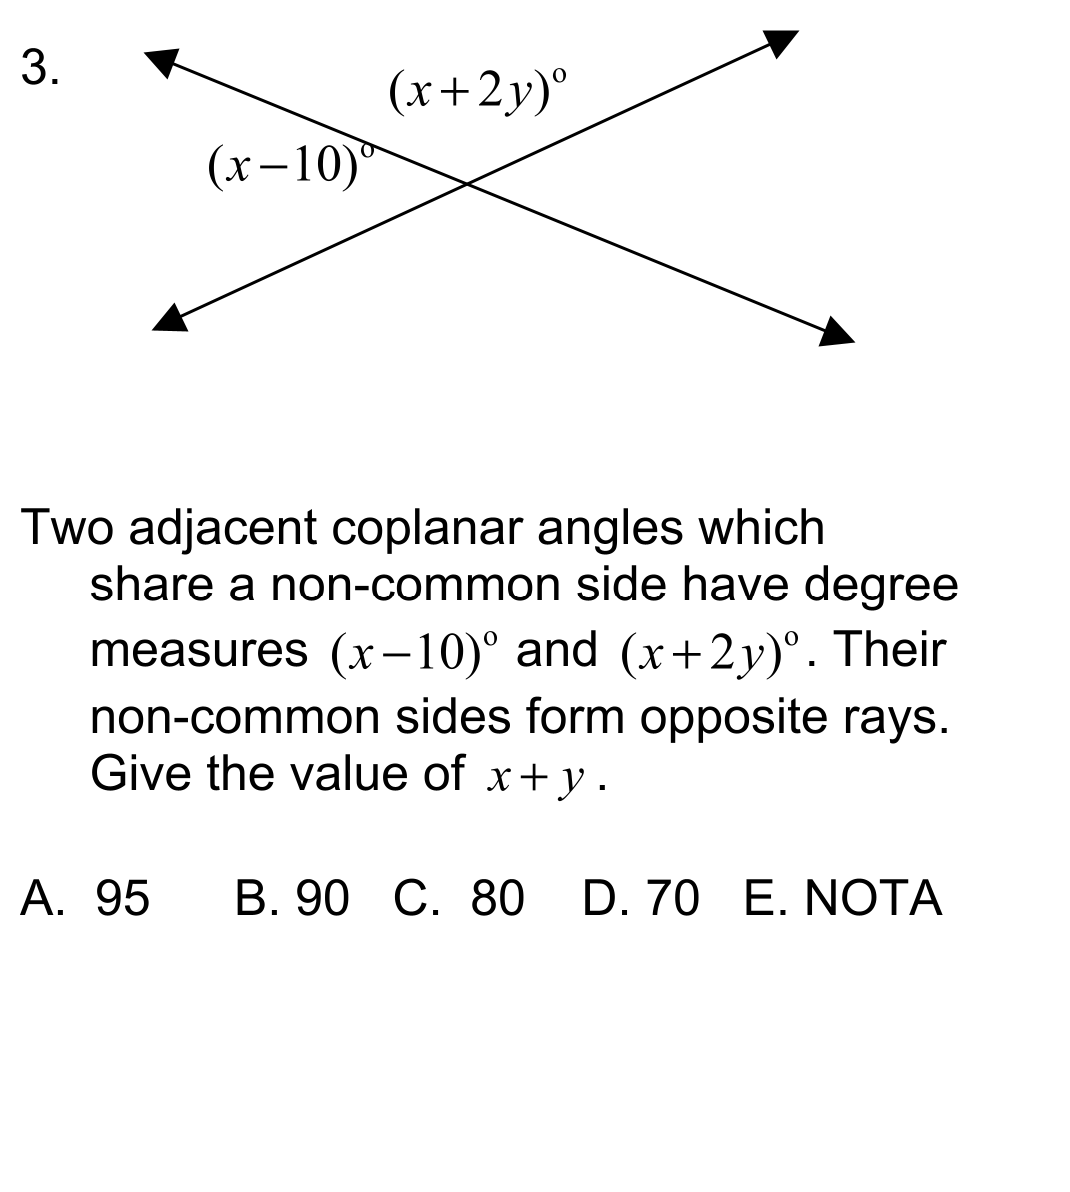 3.
(x+2y)º
(x−10)º
Two adjacent coplanar angles which
share a non-common side have degree
measures (x−10)º and (x+2y)º. Their
non-common sides form opposite rays.
Give the value of x+y.
A. 95 B. 90 C. 80 D. 70 E. NOTA